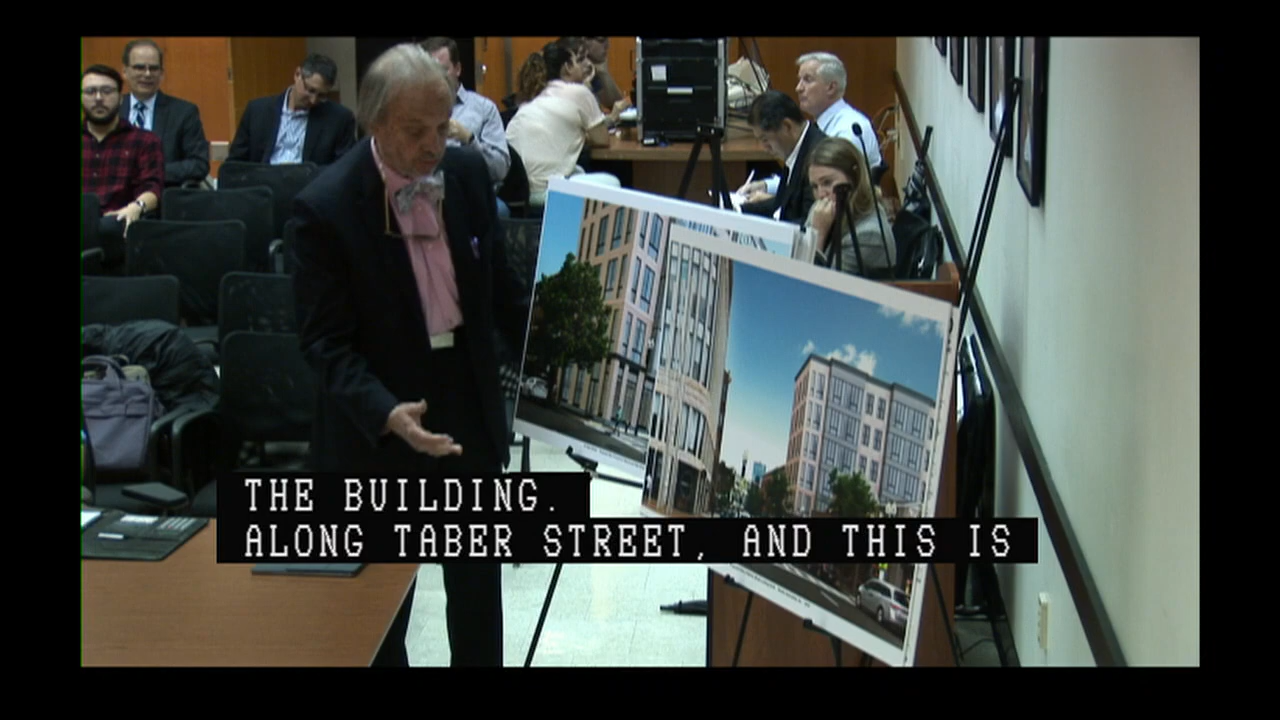 THE BUILDING.
ALONG TABER STREET, AND THIS IS